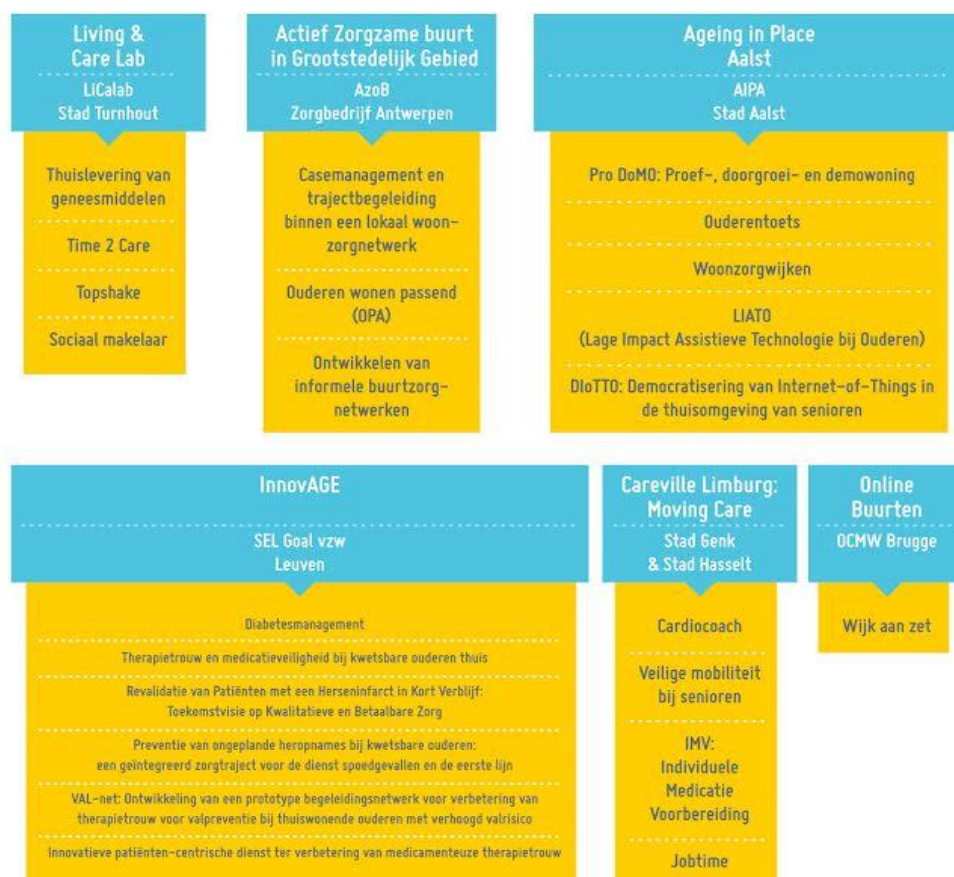 Living &
Care Lab
LiCalab
Stad Turnhout
Thuislevering van
geneesmiddelen
Time 2 Care
Topshake
Sociaal makelaar
Actief Zorgzame buurt
in Grootstedelijk Gebied
AzoB
Zorgbedrijf Antwerpen
Casemanagement en
trajectbegeleiding
binnen een lokaal woon-
zorgnetwerk
Ouderen wonen passend
(OPA)
Ontwikkelen van
informele buurtzorg-
netwerken
Ageing in Place
Aalst
AIPA
Stad Aalst
Pro DoMO: Proef-, doorgroei- en demowoning
Ouderentoets
Woonzorgwijken
LIATO
(Lage Impact Assistieve Technologie bij Ouderen)
DIoTTO: Democratisering van Internet-of-Things in
de thuisomgeving van senioren
InnovAGE
SEL Goal vzw
Leuven
Diabetesmanagement
Therapietrouw en medicatieveiligheid bij kwetsbare ouderen thuis
Revalidatie van Patiënten met een Herseninfarct in Kort Verblijf:
Toekomstvisie op Kwalitatieve en Betaalbare Zorg
Preventie van ongeplande heropnames bij kwetsbare ouderen:
een geïntegreerd zorgtraject voor de dienst spoedgevallen en de eerste lijn
VAL-net: Ontwikkeling van een prototype begeleidingsnetwerk voor verbetering van
therapietrouw voor valpreventie bij thuiswonende ouderen met verhoogd valrisico
Innovatieve patiënten-centrische dienst ter verbetering van medicamenteuze therapietrouw
Careville Limburg:
Moving Care
Stad Genk
& Stad Hasselt
Cardiocoach
Veilige mobiliteit
bij senioren
IMV:
Individuele
Medicatie
Voorbereiding
Jobtime
Online
Buurten
OCMW Brugge
Wijk aan zet